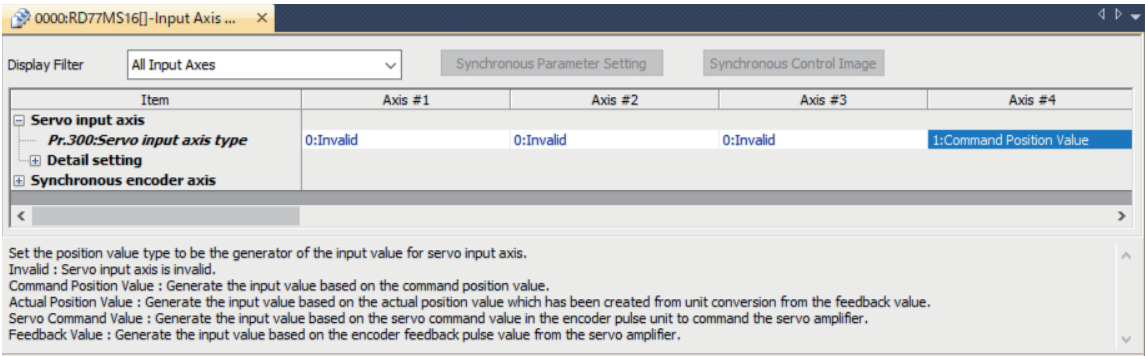 0000:RD77MS16[]-Input Axis ...
Display Filter All Input Axes Synchronous Parameter Setting Synchronous Control Image
Item Axis #1 Axis #2 Axis #3 Axis #4
Servo input axis
Pr.300:Servo input axis type 0:Invalid 0:Invalid 0:Invalid 1:Command Position Value
Detail setting
Synchronous encoder axis
Set the position value type to be the generator of the input value for servo input axis.
Invalid : Servo input axis is invalid.
Command Position Value : Generate the input value based on the command position value.
Actual Position Value : Generate the input value based on the actual position value which has been created from unit conversion from the feedback value.
Servo Command Value : Generate the input value based on the servo command value in the encoder pulse unit to command the servo amplifier.
Feedback Value : Generate the input value based on the encoder feedback pulse value from the servo amplifier.